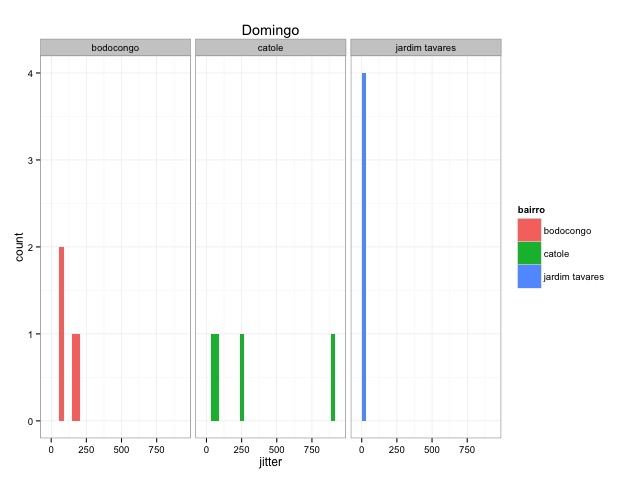 Domingo
bodocongo catole jardim tavares
4
3
2
1
0
count
0 250 500 750 0 250 500 750 0 250 500 750
jitter
bairro
bodocongo
catole
jardim tavares